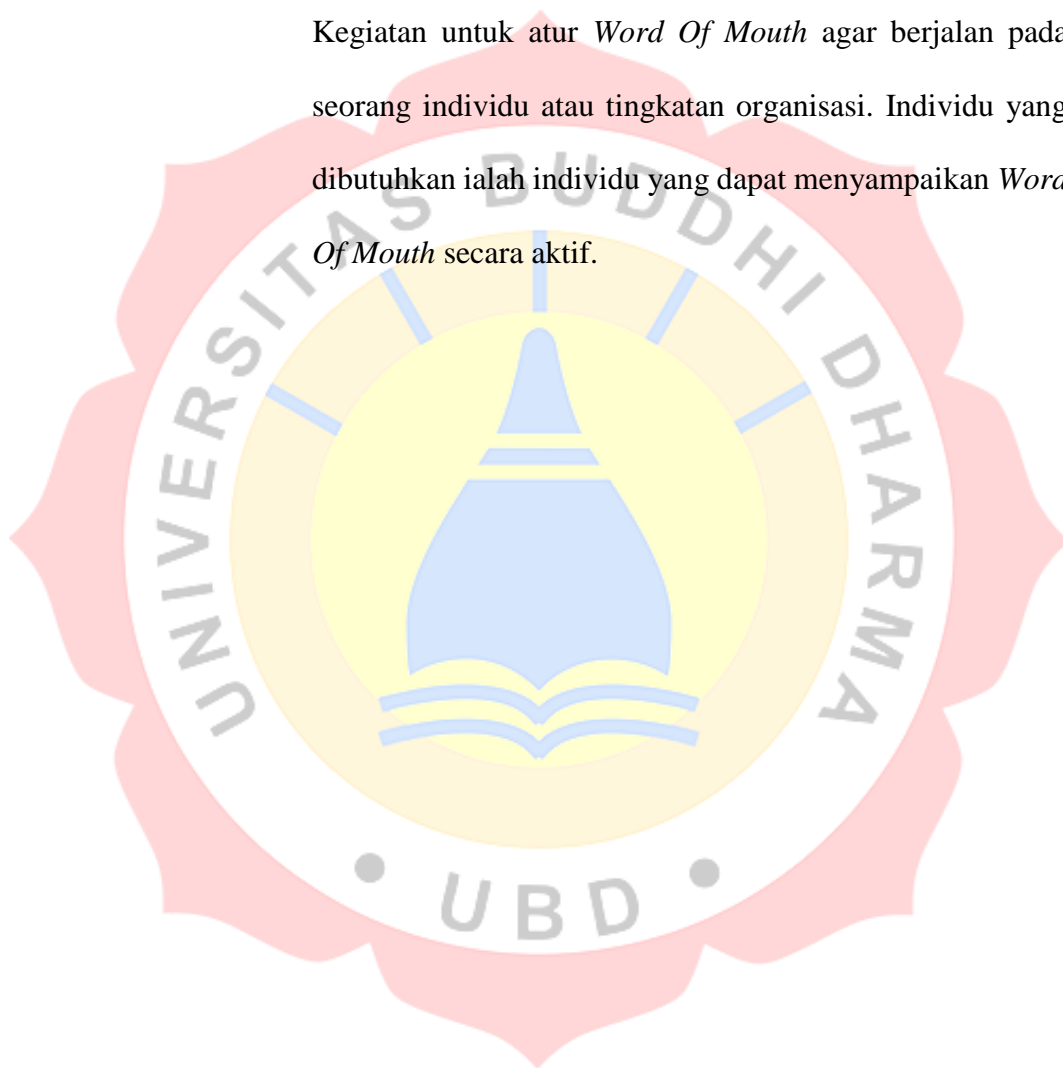 Kegiatan untuk atur Word Of Mouth agar berjalan pada
seorang individu atau tingkatan organisasi. Individu yang
dibutuhkan ialah individu yang dapat menyampaikan Word
Of Mouth secara aktif.
UNIVERSITAS BUDDHI DHARMA
• UBD •